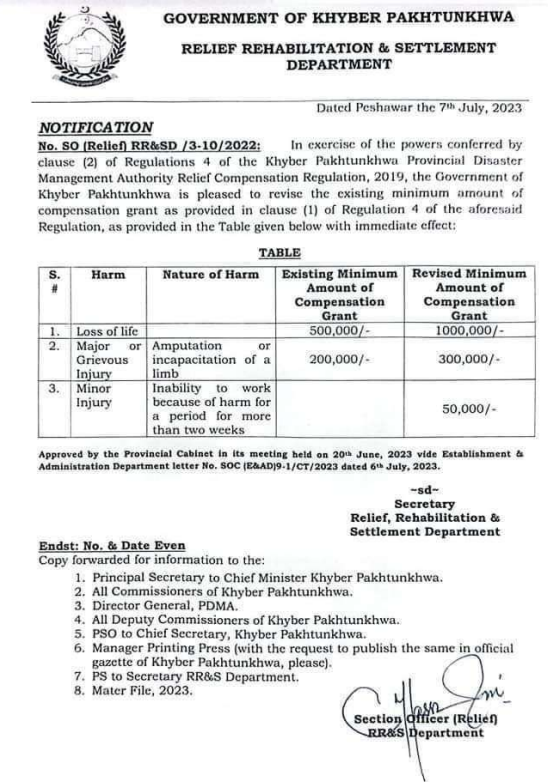 GOVERNMENT OF KHYBER PAKHTUNKHWA
RELIEF REHABILITATION & SETTLEMENT
DEPARTMENT
Dated Peshawar the 7th July, 2023
NOTIFICATION
No. SO (Relief) RR&SD /3-10/2022: In exercise of the powers conferred by
clause (2) of Regulations 4 of the Khyber Pakhtunkhwa Provincial Disaster
Management Authority Relief Compensation Regulation, 2019, the Government of
Khyber Pakhtunkhwa is pleased to revise the existing minimum amount of
compensation grant as provided in clause (1) of Regulation 4 of the aforesaid
Regulation, as provided in the Table given below with immediate effect:
TABLE
S. Harm Nature of Harm Existing Minimum Revised Minimum
# Amount of Amount of
Compensation Compensation
Grant Grant
1. Loss of life 500,000/- 1000,000/-
2. Major or Amputation or
Grievous incapacitation of a 200,000/- 300,000/-
Injury limb
3. Minor Inability to work
Injury because of harm for 50,000/-
a period for more
than two weeks
Approved by the Provincial Cabinet in its meeting held on 20th June, 2023 vide Establishment &
Administration Department letter No. SOC (E&AD)9-1/CT/2023 dated 6th July, 2023.
~sd~
Secretary
Relief, Rehabilitation &
Settlement Department
Endst: No. & Date Even
Copy forwarded for information to the:
1. Principal Secretary to Chief Minister Khyber Pakhtunkhwa.
2. All Commissioners of Khyber Pakhtunkhwa.
3. Director General, PDMA.
4. All Deputy Commissioners of Khyber Pakhtunkhwa.
5. PSO to Chief Secretary, Khyber Pakhtunkhwa.
6. Manager Printing Press (with the request to publish the same in official
gazette of Khyber Pakhtunkhwa, please).
7. PS to Secretary RR&S Department.
8. Mater File, 2023.
Section Officer (Relief)
RR&S Department